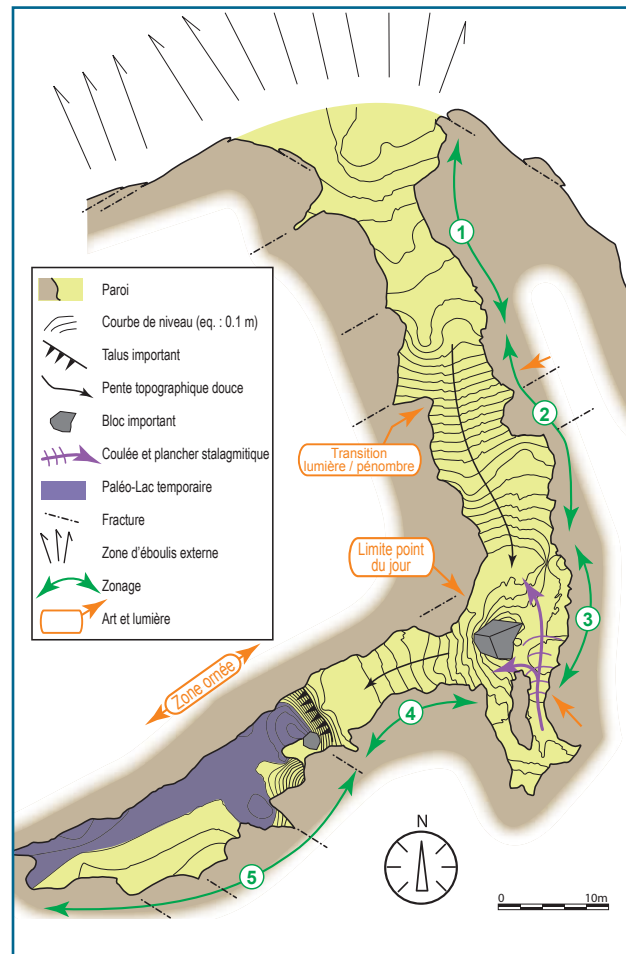 1
2
Paroi
Courbe de niveau (eq. : 0.1 m)
Talus important
Pente topographique douce
Bloc important
Coulée et plancher stalagmitique
Paléo-Lac temporaire
Fracture
Zone d'éboulis externe
Zonage
Art et lumière
Transition
lumière / pénombre
Limite point
du jour
3
Zone ornée
4
5
N
0 10m